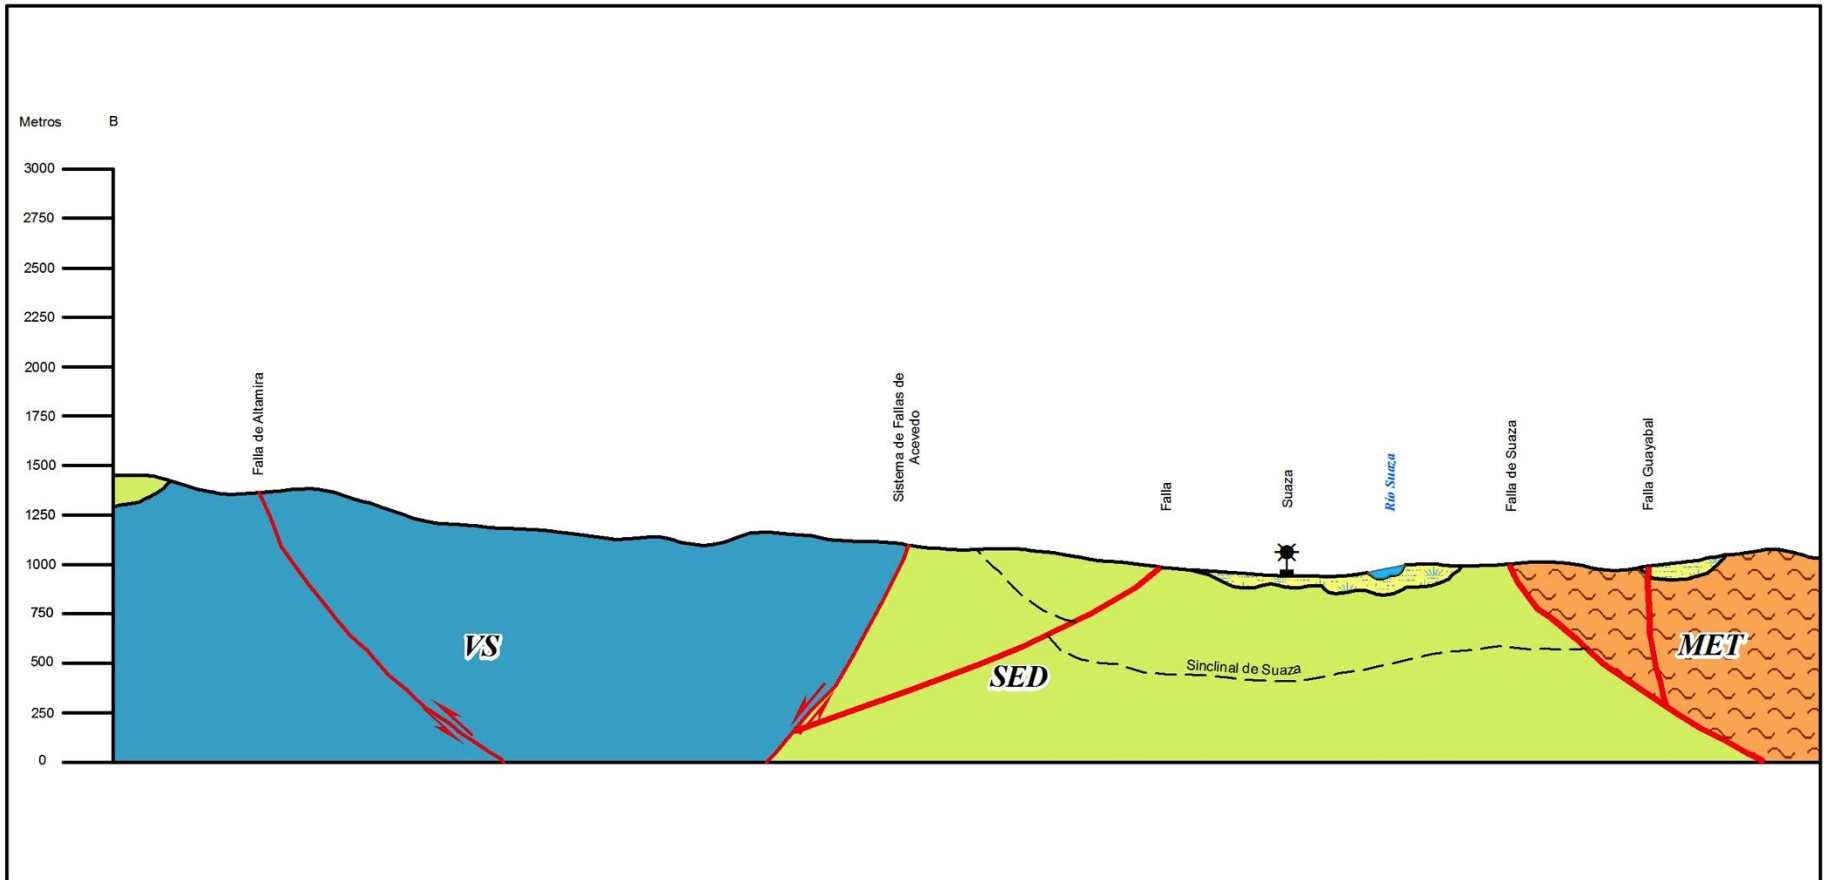 Metros B
3000
2750
2500
2250
2000
1750
1500
1250
1000
750
500
250
0
Falla de Altamira
Sistema de Fallas de
Acevedo
Falla
Suaza
Río Suaza
Falla de Suaza
Falla Guayabal
VS
SED
Sinclinal de Suaza
MET